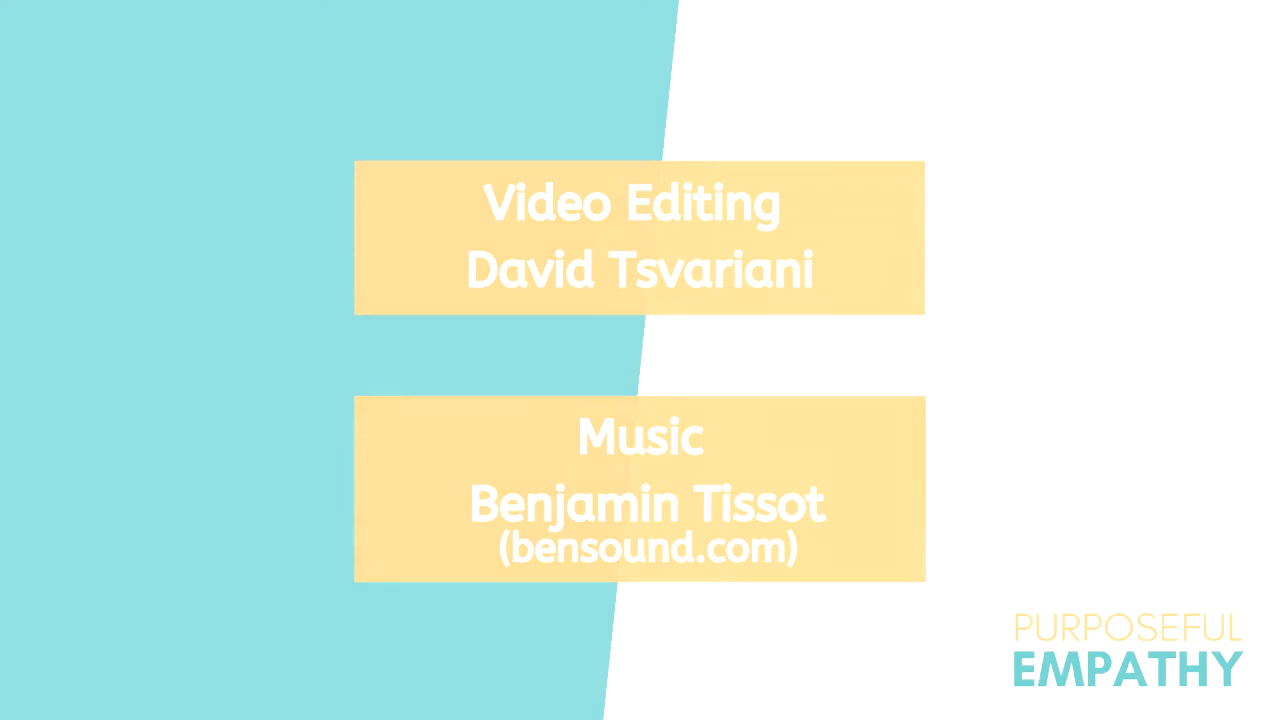 Video Editing
David Tsvariani
Music
Benjamin Tissot
(bensound.com)
PURPOSEFUL
EMPATHY